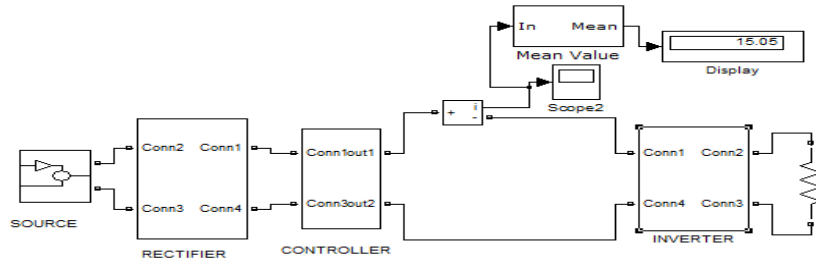 In Mean
Mean Value
15.05
Display
Scope2
+ i
-
Conn2 Conn1
Conn3 Conn4
Conn1out1
Conn3out2
Conn1 Conn2
Conn4 Conn3
SOURCE
RECTIFIER
CONTROLLER
INVERTER